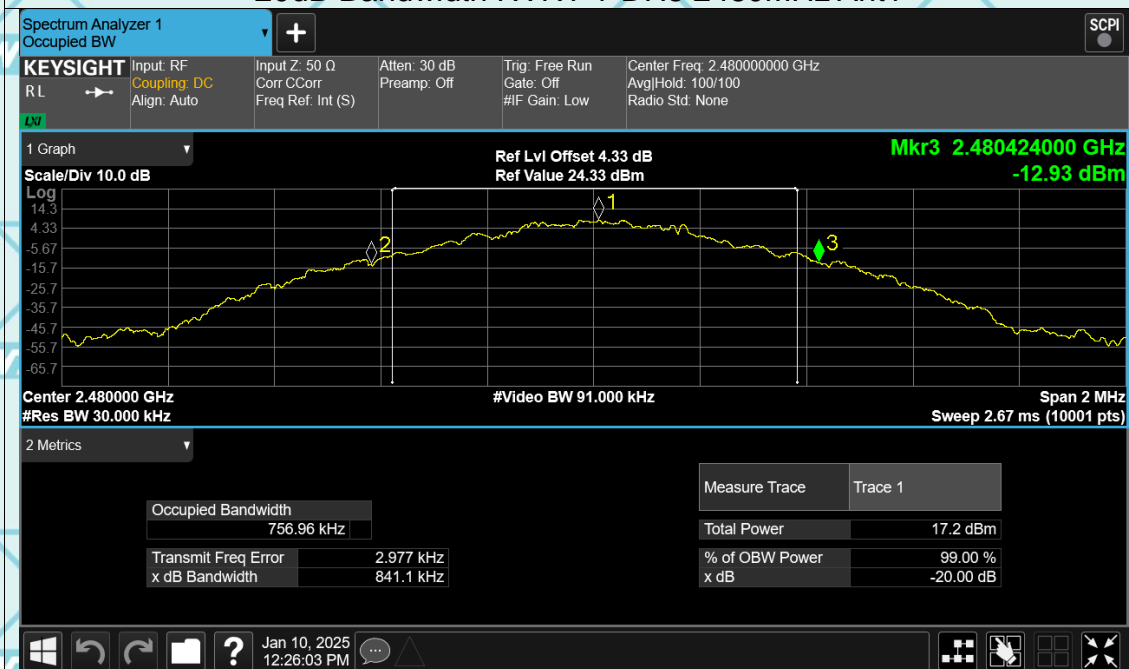 Spectrum Analyzer 1
Occupied BW
SCPI
KEYSIGHT
RL
LXI
Input: RF
Coupling: DC
Align: Auto
Input Z: 50 Ω
Corr CCorr
Freq Ref: Int (S)
Atten: 30 dB
Preamp: Off
Trig: Free Run
Gate: Off
#IF Gain: Low
Center Freq: 2.480000000 GHz
Avg|Hold: 100/100
Radio Std: None
1 Graph
Scale/Div 10.0 dB
Ref Lvl Offset 4.33 dB
Ref Value 24.33 dBm
Mkr3 2.480424000 GHz
-12.93 dBm
Log
14.3
4.33
-5.67
-15.7
-25.7
-35.7
-45.7
-55.7
-65.7
1
2
3
Center 2.480000 GHz
#Video BW 91.000 kHz
Span 2 MHz
#Res BW 30.000 kHz
Sweep 2.67 ms (10001 pts)
2 Metrics
Measure Trace Trace 1
Occupied Bandwidth
756.96 kHz
Total Power 17.2 dBm
Transmit Freq Error 2.977 kHz
% of OBW Power 99.00 %
x dB Bandwidth 841.1 kHz
x dB -20.00 dB
Jan 10, 2025
12:26:03 PM